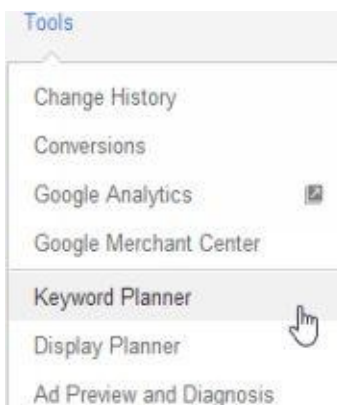 Tools
Change History
Conversions
Google Analytics
Google Merchant Center
Keyword Planner
Display Planner
Ad Preview and Diagnosis